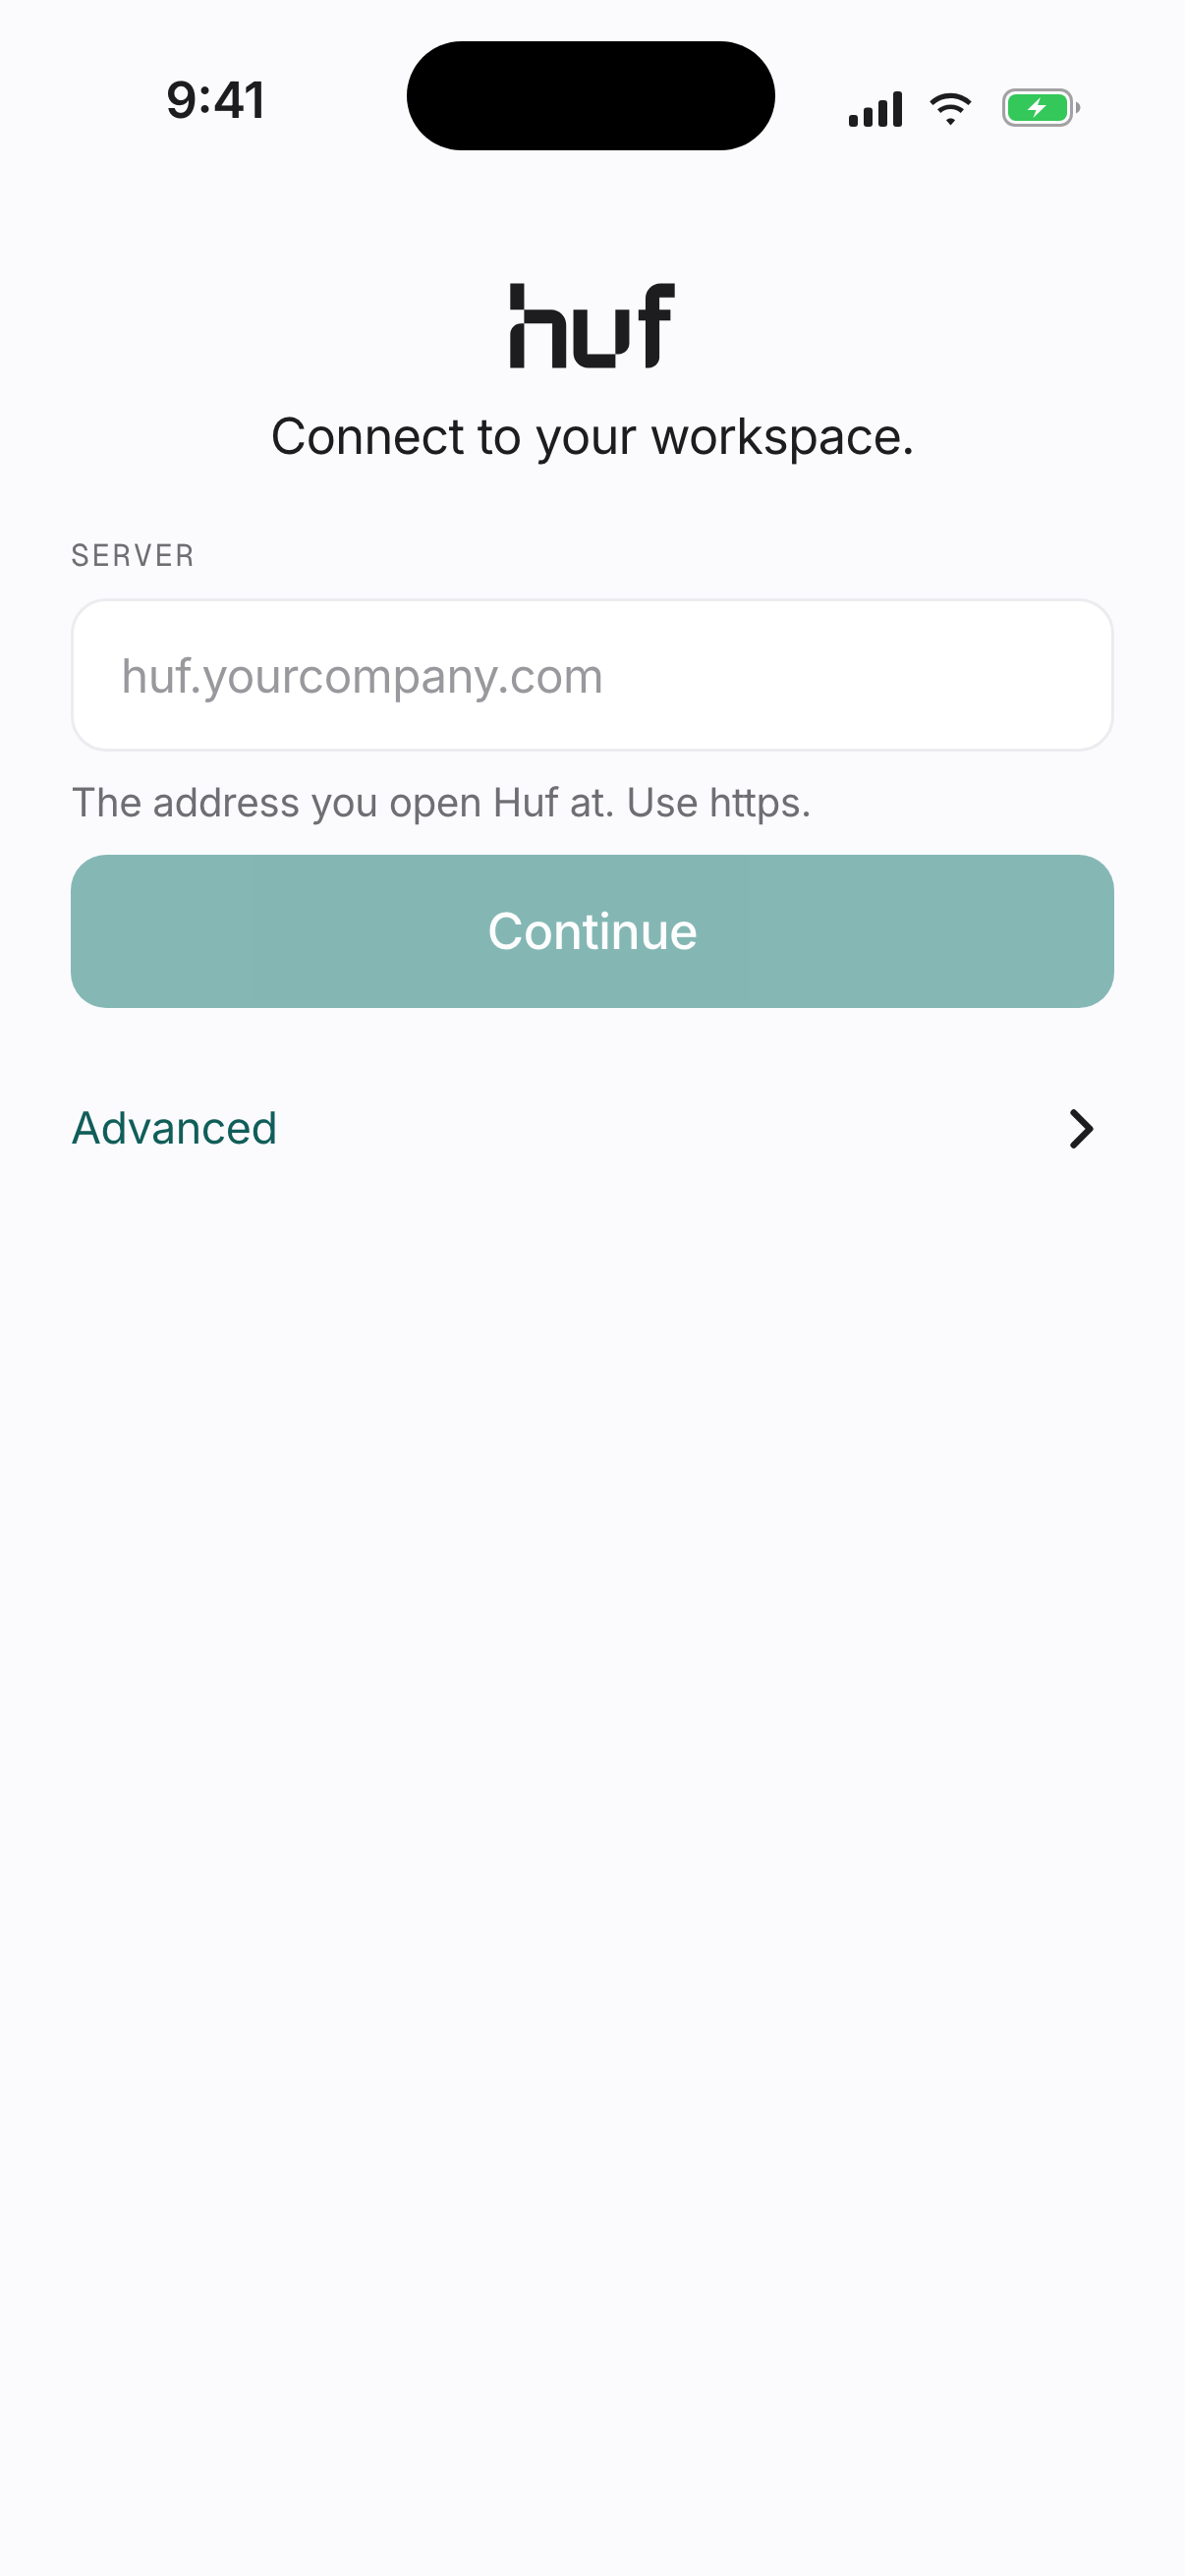 9:41
huf
Connect to your workspace.
SERVER
huf.yourcompany.com
The address you open Huf at. Use https.
Continue
Advanced